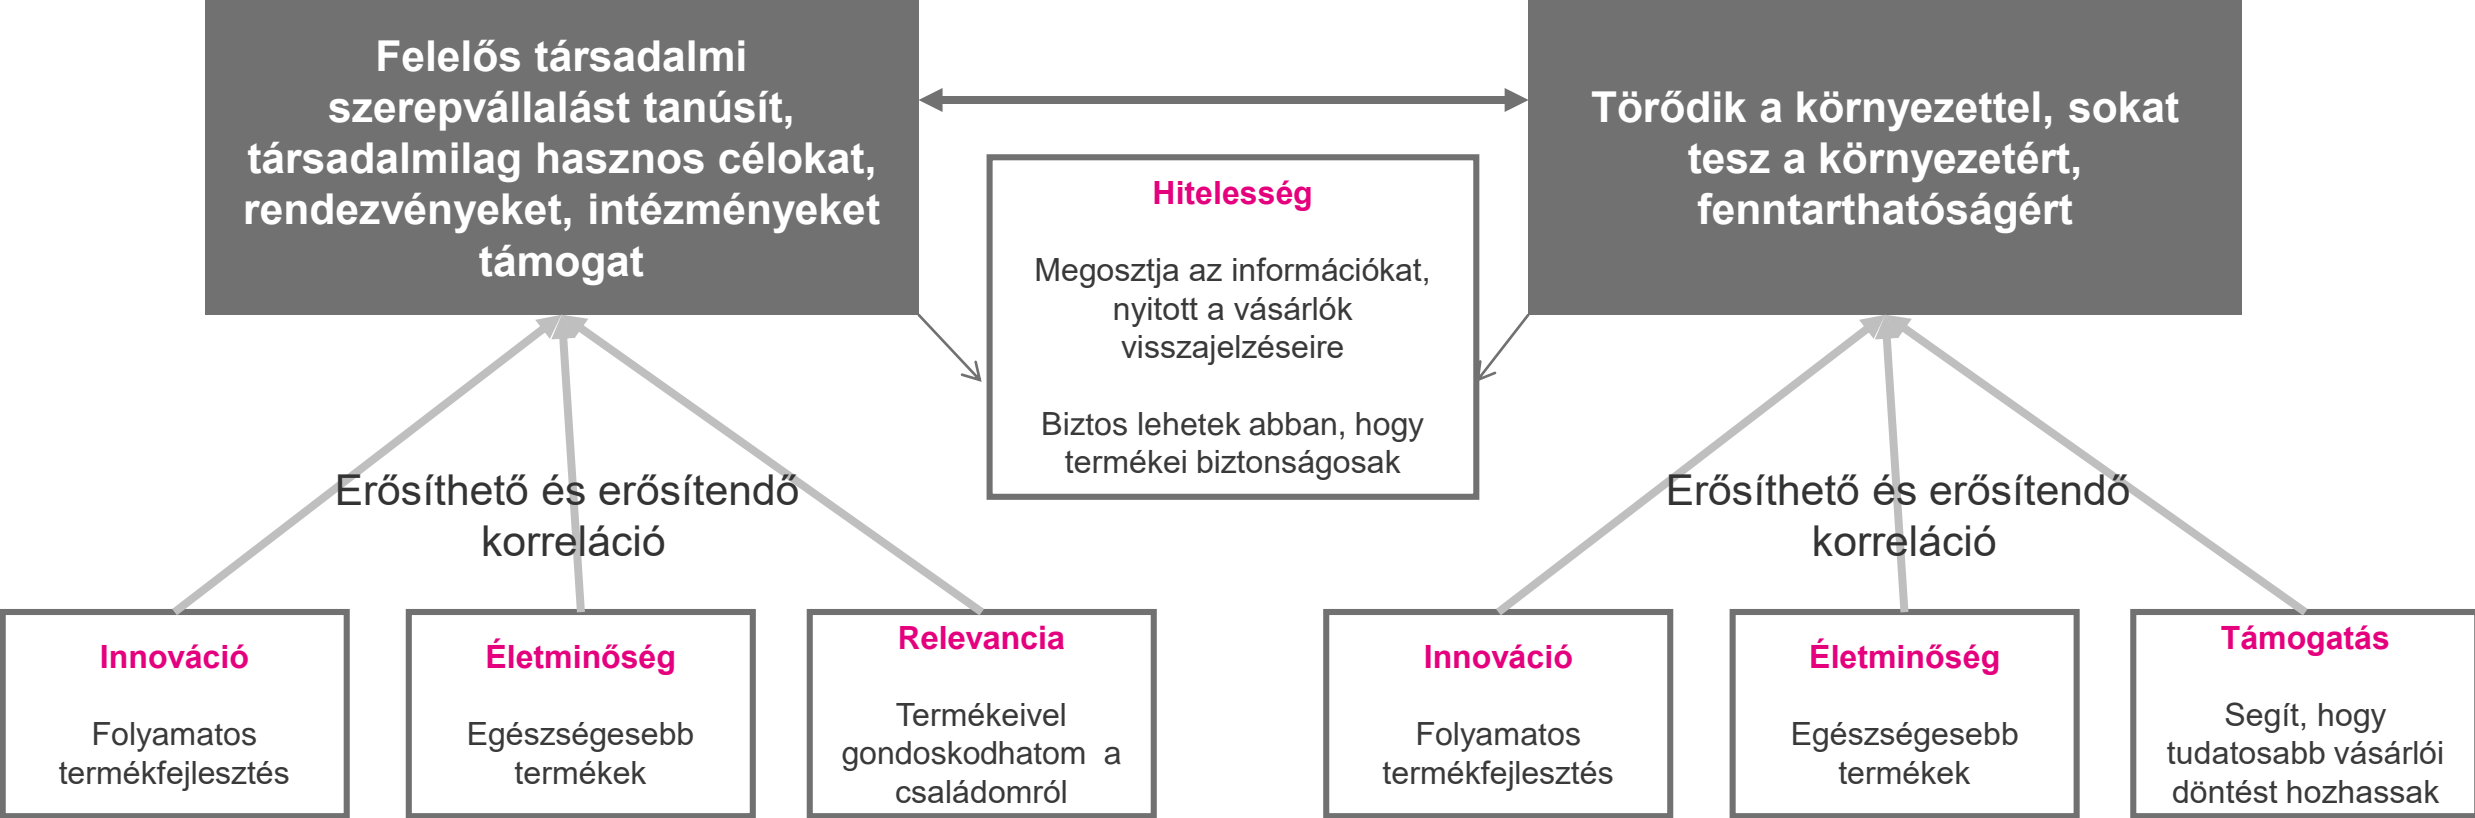 Felelős társadalmi
szerepvállalást tanúsít,
társadalmilag hasznos célokat,
rendezvényeket, intézményeket
támogat
Törődik a környezettel, sokat
tesz a környezetért,
fenntarthatóságért
Hitelesség
Megosztja az információkat,
nyitott a vásárlók
visszajelzéseire
Biztos lehetek abban, hogy
termékei biztonságosak
Erősíthető és erősítendő
korreláció
Erősíthető és erősítendő
korreláció
Innováció
Folyamatos
termékfejlesztés
Életminőség
Egészségesebb
termékek
Relevancia
Termékeivel
gondoskodhatom a
családomról
Innováció
Folyamatos
termékfejlesztés
Életminőség
Egészségesebb
termékek
Támogatás
Segít, hogy
tudatosabb vásárlói
döntést hozhassak